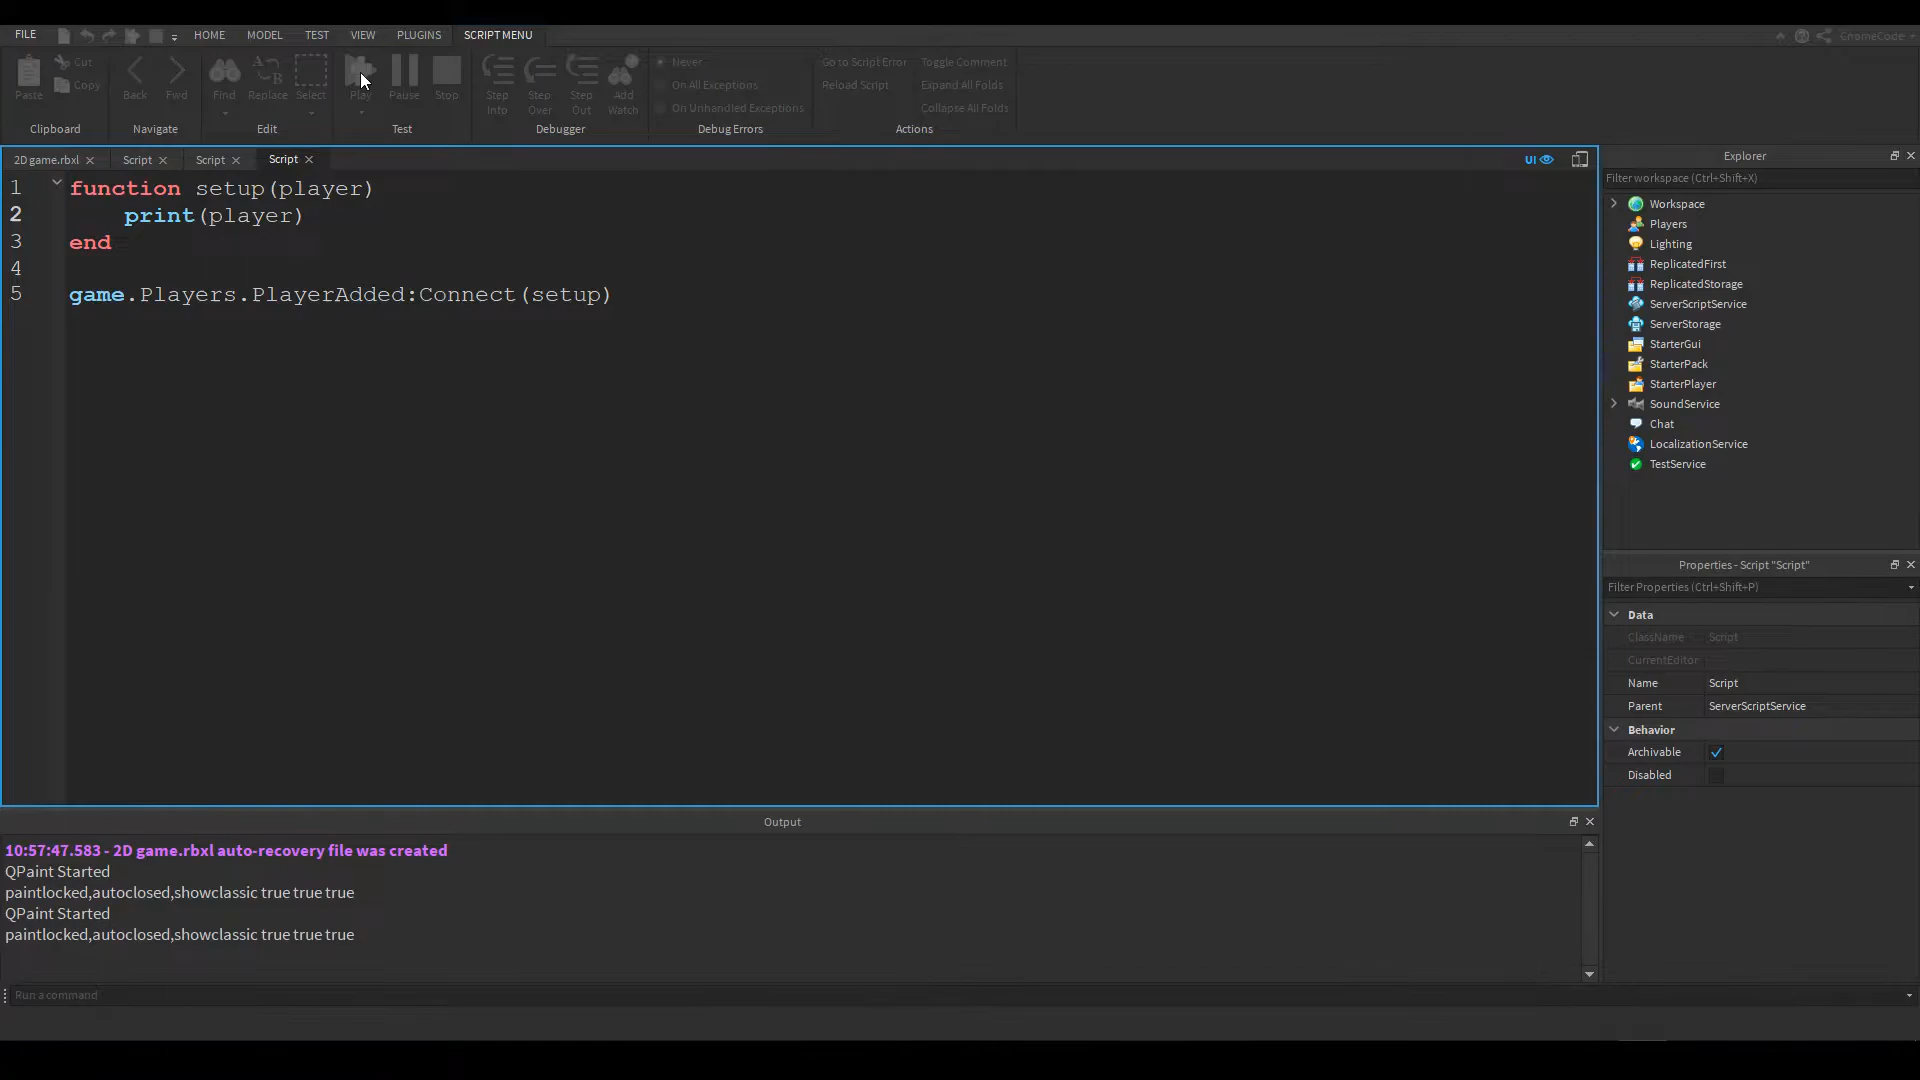 FILE HOME MODEL TEST VIEW PLUGINS SCRIPT MENU GnomeCode
Paste Cut Copy Back Fwd Find Replace Select Play Pause Stop Step Into Step Over Step Out Add Watch
Never
On All Exceptions
On Unhandled Exceptions
Go to Script Error
Reload Script
Toggle Comment
Expand All Folds
Collapse All Folds
Clipboard Navigate Edit Test Debugger Debug Errors Actions
2D game.rbxl Script Script Script UI
1 function setup(player)
2 print(player)
3 end
4
5 game.Players.PlayerAdded:Connect(setup)
Explorer
Filter workspace (Ctrl+Shift+X)
Workspace
Players
Lighting
ReplicatedFirst
ReplicatedStorage
ServerScriptService
ServerStorage
StarterGui
StarterPack
StarterPlayer
SoundService
Chat
LocalizationService
TestService
Properties - Script "Script"
Filter Properties (Ctrl+Shift+P)
Data
ClassName Script
CurrentEditor
Name Script
Parent ServerScriptService
Behavior
Archivable
Disabled
Output
10:57:47.583 - 2D game.rbxl auto-recovery file was created
QPaint Started
paintlocked,autoclosed,showclassic true true true
QPaint Started
paintlocked,autoclosed,showclassic true true true
Run a command